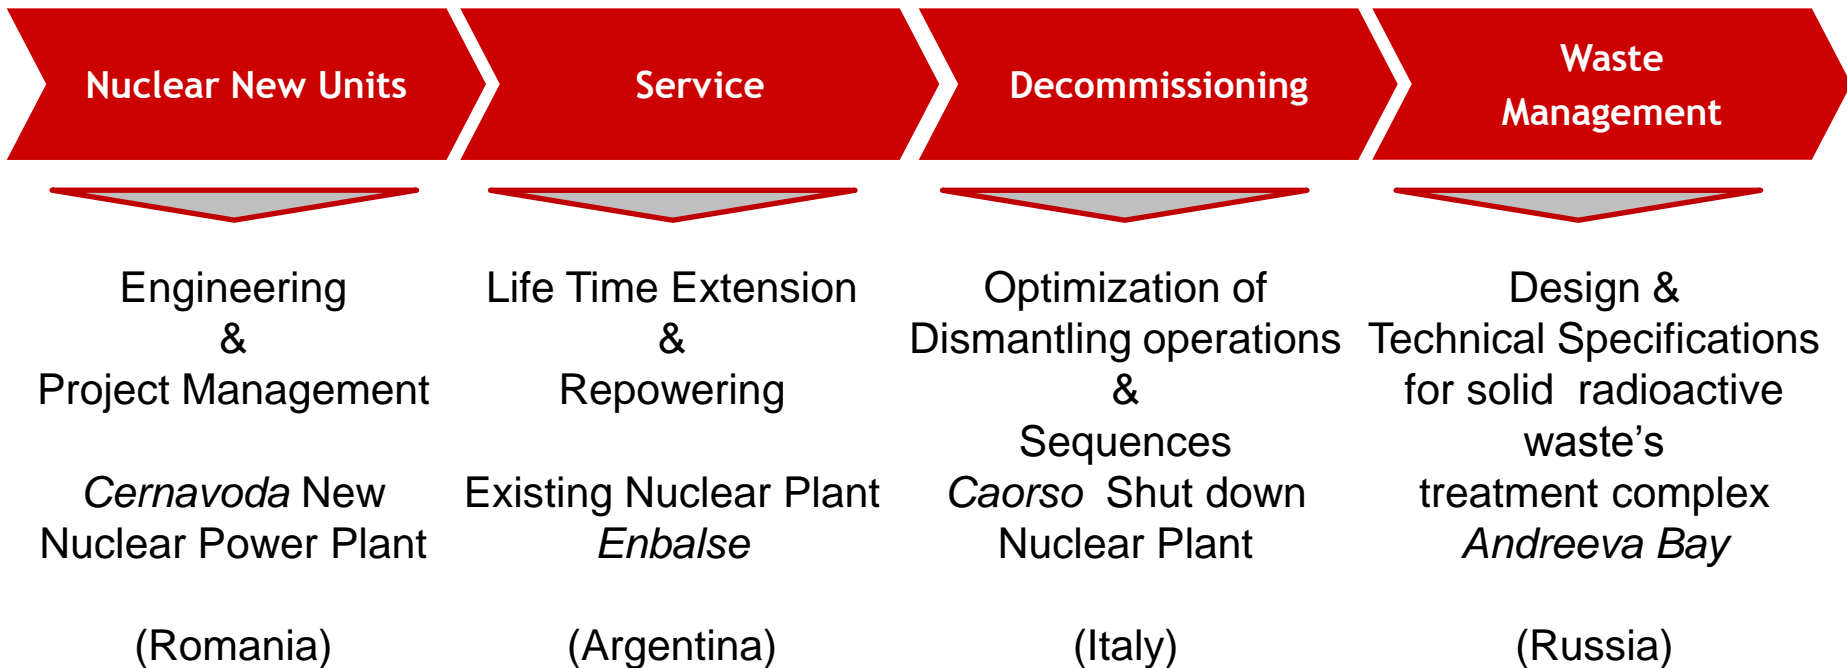 Nuclear New Units
Service
Decommissioning
Waste
Management
Engineering
&
Project Management
Cernavoda New
Nuclear Power Plant
(Romania)
Life Time Extension
&
Repowering
Existing Nuclear Plant
Enbalse
(Argentina)
Optimization of
Dismantling operations
&
Sequences
Caorso Shut down
Nuclear Plant
(Italy)
Design &
Technical Specifications
for solid radioactive
waste’s
treatment complex
Andreeva Bay
(Russia)